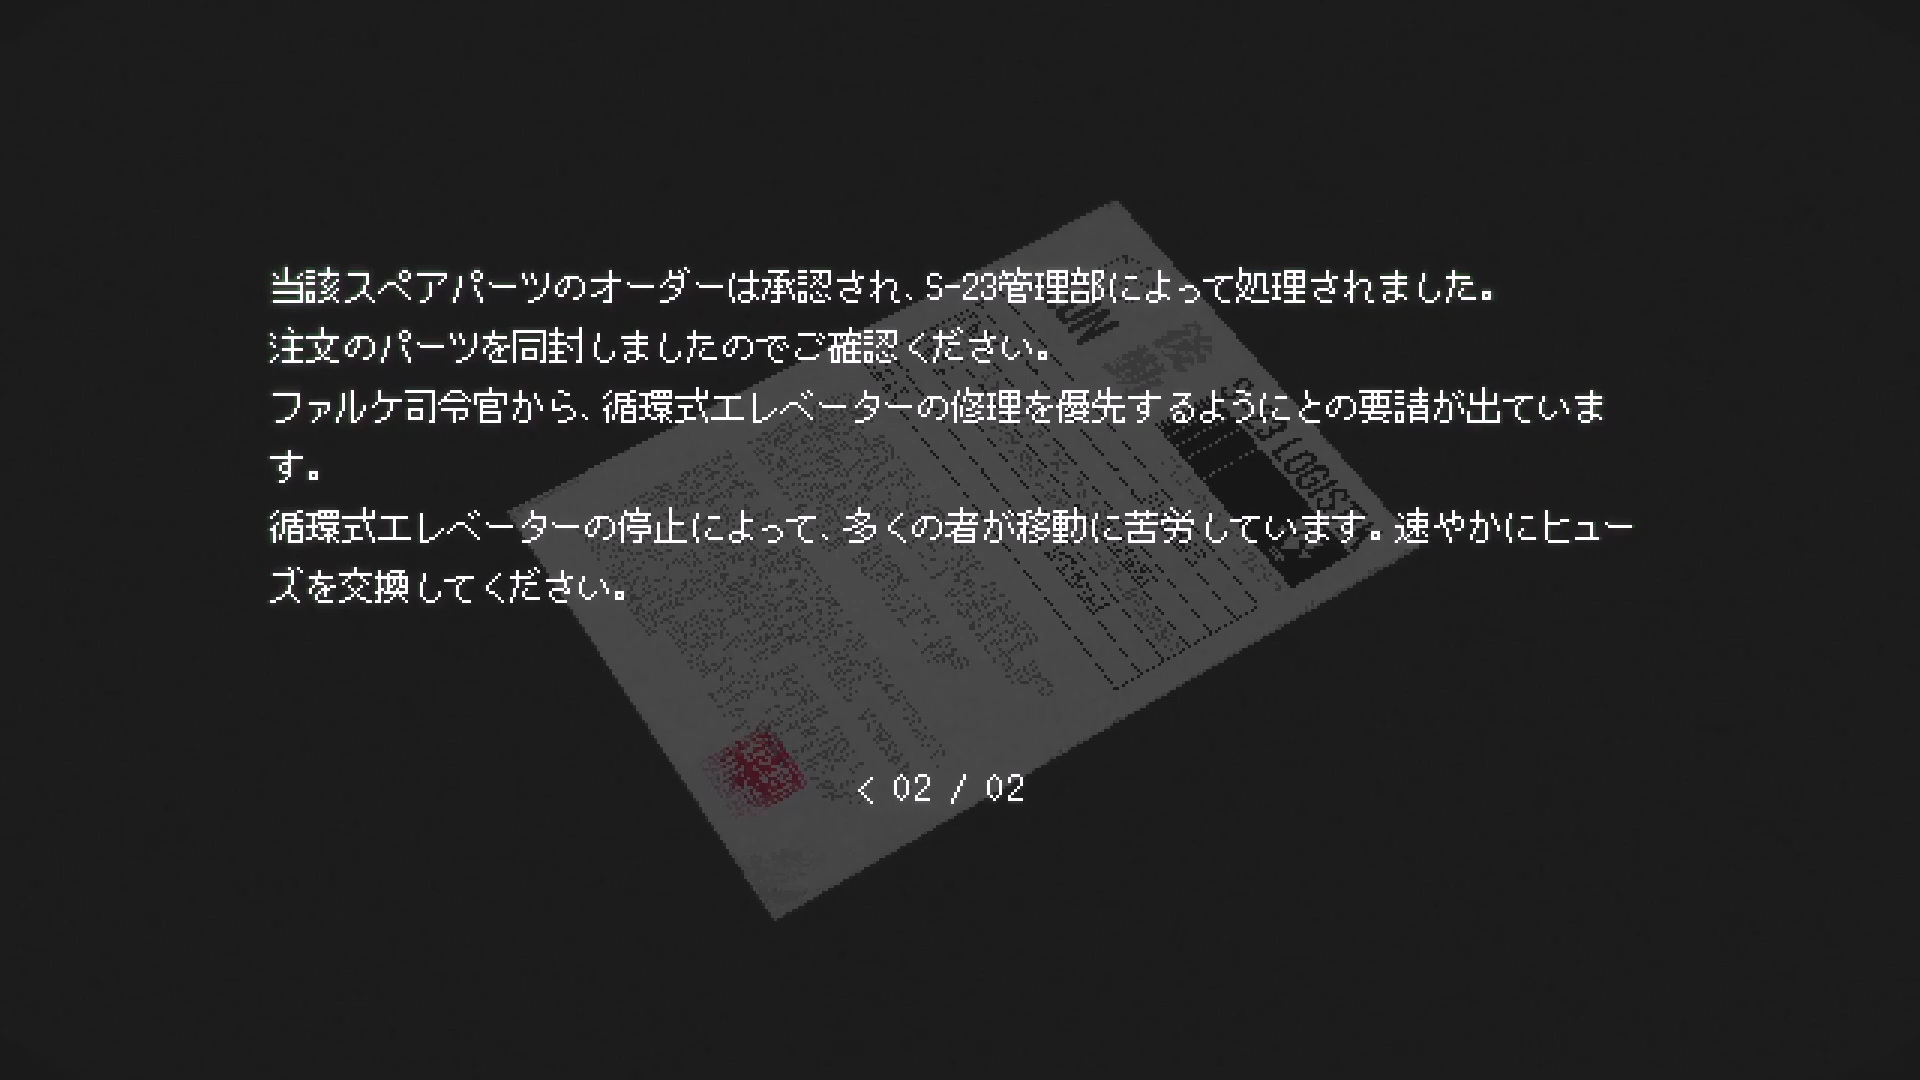 当該スペアパーツのオーダーは承認され、S-23管理部によって処理されました。
注文のパーツを同封しましたのでご確認ください。
ファルケ司令官から、循環式エレベーターの修理を優先するようにとの要請が出ていま
す。
循環式エレベーターの停止によって、多くの者が移動に苦労しています。速やかにヒュー
ズを交換してください。
< 02 / 02